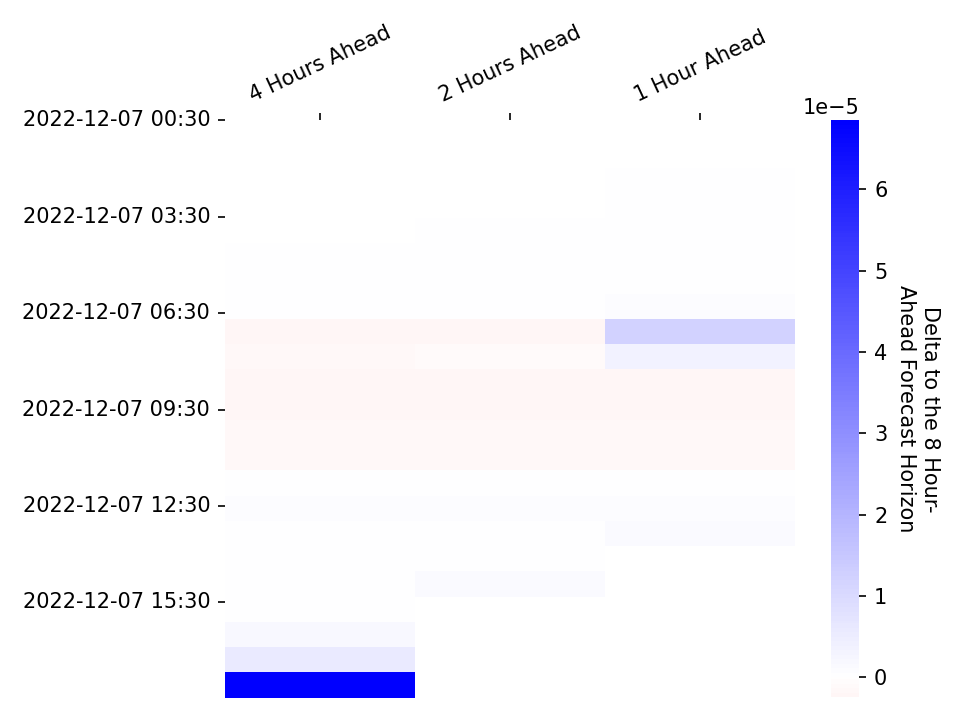 4 Hours Ahead
2 Hours Ahead
1 Hour Ahead
1e−5
2022-12-07 00:30
2022-12-07 03:30
2022-12-07 06:30
2022-12-07 09:30
2022-12-07 12:30
2022-12-07 15:30
6
5
4
3
2
1
0
Delta to the 8 Hour-
Ahead Forecast Horizon